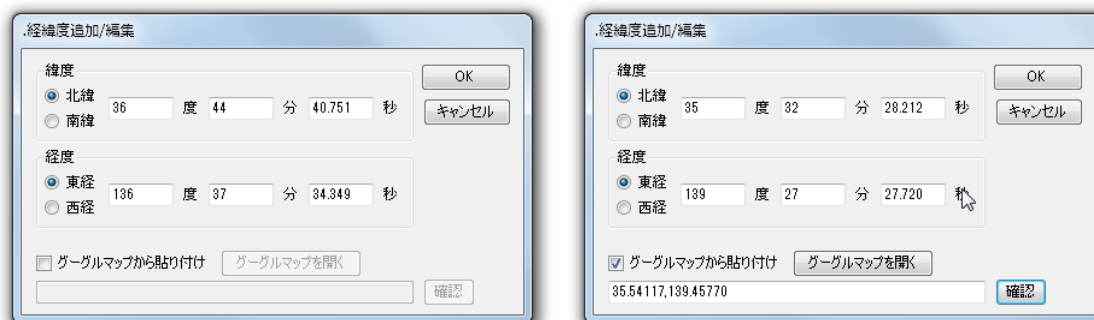 .経緯度追加/編集
緯度
北緯 36 度 44 分 40.751 秒
南緯
OK
キャンセル
経度
東経 136 度 37 分 34.349 秒
西経
グーグルマップから貼り付け グーグルマップを開く
確認
.経緯度追加/編集
緯度
北緯 35 度 32 分 28.212 秒
南緯
OK
キャンセル
経度
東経 139 度 27 分 27.720 秒
西経
グーグルマップから貼り付け グーグルマップを開く
35.54117,139.45770 確認